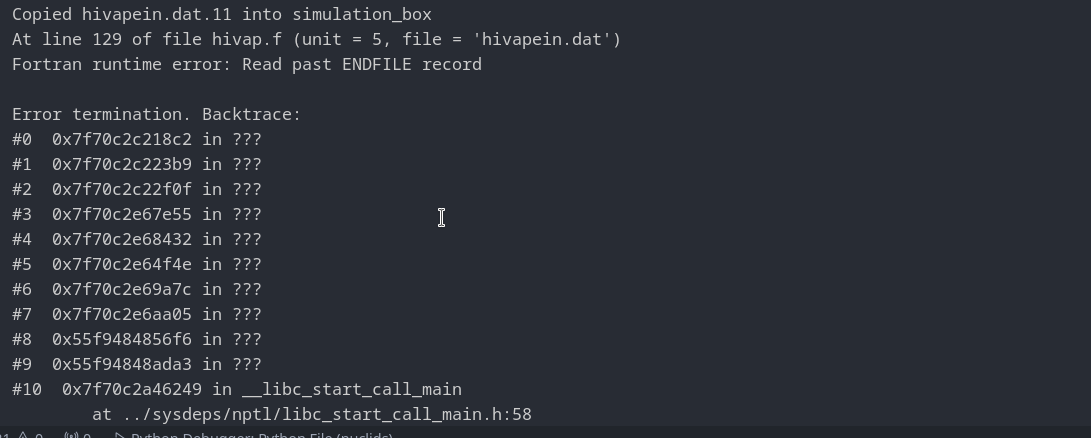 Copied hivapein.dat.11 into simulation_box
At line 129 of file hivap.f (unit = 5, file = 'hivapein.dat')
Fortran runtime error: Read past ENDFILE record
Error termination. Backtrace:
#0  0x7f70c2c218c2 in ???
#1  0x7f70c2c223b9 in ???
#2  0x7f70c2c22f0f in ???
#3  0x7f70c2e67e55 in ???
#4  0x7f70c2e68432 in ???
#5  0x7f70c2e64f4e in ???
#6  0x7f70c2e69a7c in ???
#7  0x7f70c2e6aa05 in ???
#8  0x55f9484856f6 in ???
#9  0x55f94848ada3 in ???
#10  0x7f70c2a46249 in __libc_start_call_main
        at ../sysdeps/nptl/libc_start_call_main.h:58
Python Debugger: Python File (nuclids)